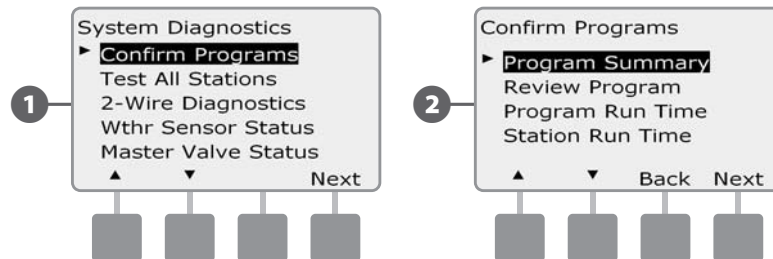 System Diagnostics
► Confirm Programs
Test All Stations
2-Wire Diagnostics
Wthr Sensor Status
Master Valve Status
▲ ▼ Next
1
Confirm Programs
► Program Summary
Review Program
Program Run Time
Station Run Time
▲ ▼ Back Next
2